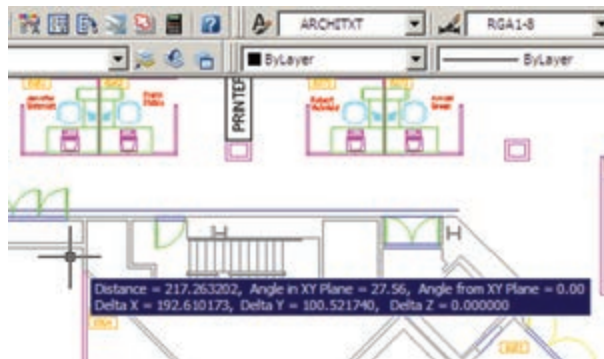 ARCHITXT
RGA1-8
ByLayer
ByLayer
PRINTER
Distance = 217.263202, Angle in XY Plane = 27.56, Angle from XY Plane = 0.00
Delta X = 192.610173, Delta Y = 100.521740, Delta Z = 0.000000